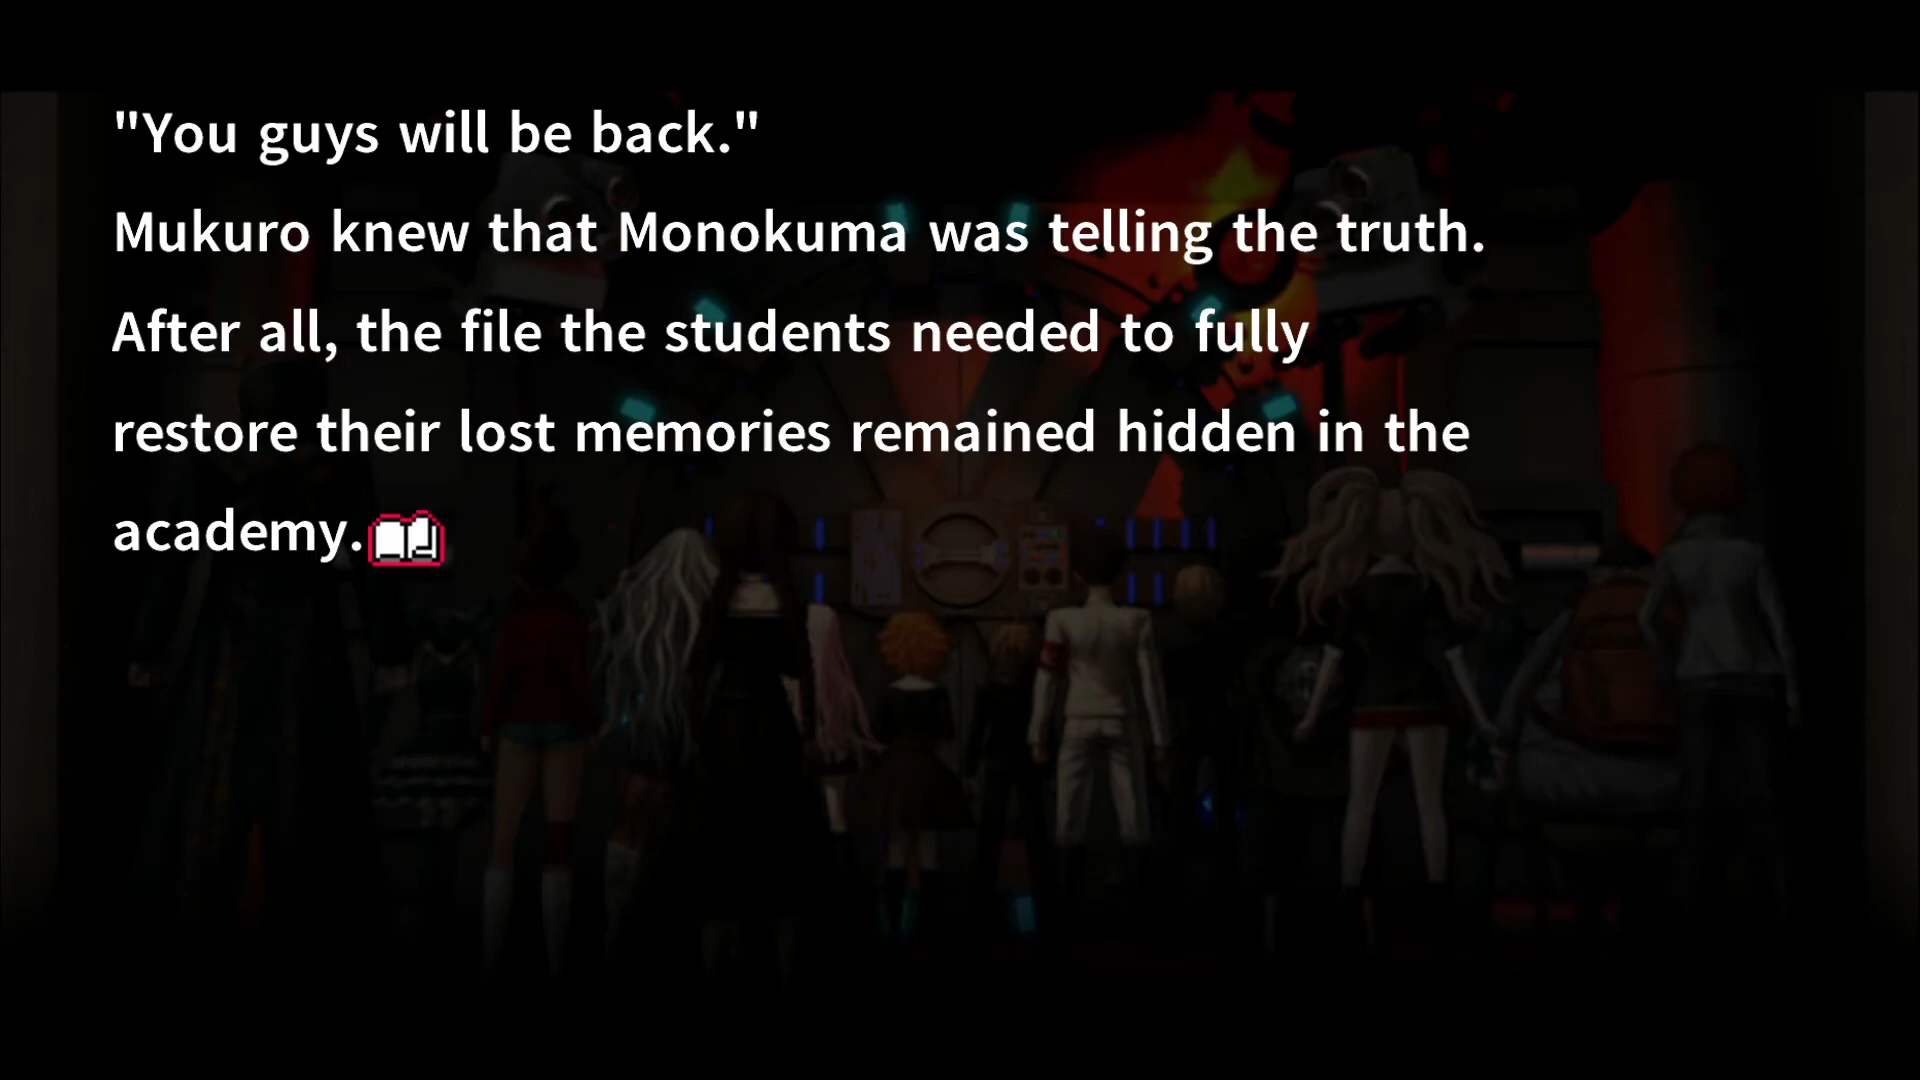 "You guys will be back."
Mukuro knew that Monokuma was telling the truth.
After all, the file the students needed to fully
restore their lost memories remained hidden in the
academy.